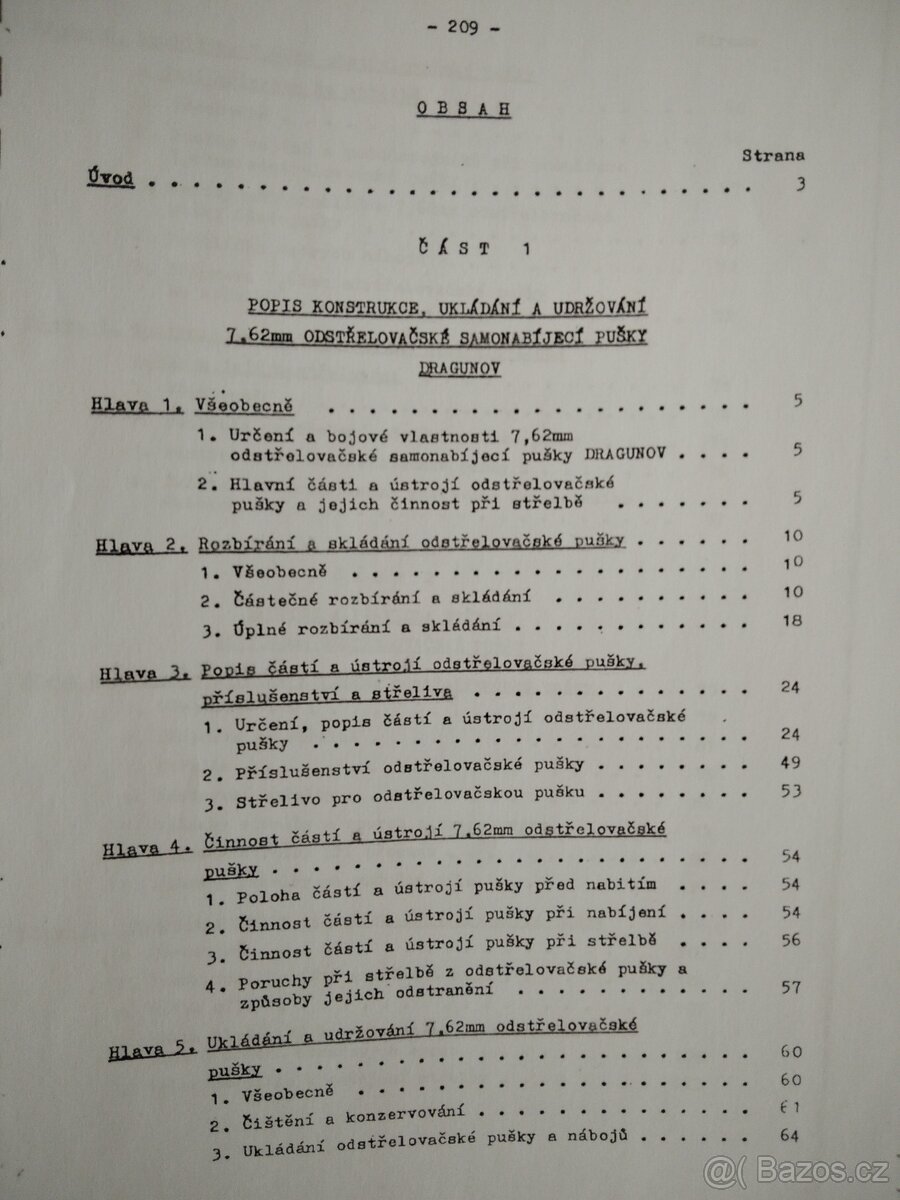 - 209 -
O B S A H
Strana
Úvod . . . . . . . . . . . . . . . . . . . . . 3
Č Á S T 1
POPIS KONSTRUKCE, UKLÁDÁNÍ A UDRŽOVÁNÍ
7,62mm ODSTŘELOVAČSKÉ SAMONABÍJECÍ PUŠKY
DRAGUNOV
Hlava 1. Všeobecně . . . . . . . . . . . . . . . . 5
1. Určení a bojové vlastnosti 7,62mm
odstřelovačské samonabíjecí pušky DRAGUNOV . . . . 5
2. Hlavní části a ústrojí odstřelovačské
pušky a jejich činnost při střelbě . . . . . . 5
Hlava 2. Rozbírání a skládání odstřelovačské pušky . . . . . . 10
1. Všeobecně . . . . . . . . . . . . . . . 10
2. Částečné rozbírání a skládání . . . . . . . . 10
3. Úplné rozbírání a skládání . . . . . . . . . 18
Hlava 3. Popis částí a ústrojí odstřelovačské pušky,
příslušenství a střeliva . . . . . . . . . . . 24
1. Určení, popis částí a ústrojí odstřelovačské
pušky . . . . . . . . . . . . . . . . 24
2. Příslušenství odstřelovačské pušky . . . . . . 49
3. Střelivo pro odstřelovačskou pušku . . . . . . 53
Hlava 4. Činnost částí a ústrojí 7,62mm odstřelovačské
pušky . . . . . . . . . . . . . . . . . . 54
1. Poloha částí a ústrojí pušky před nabitím . . . . 54
2. Činnost částí a ústrojí pušky při nabíjení . . . . 54
3. Činnost částí a ústrojí pušky při střelbě . . . . 56
4. Poruchy při střelbě z odstřelovačské pušky a
způsoby jejich odstranění . . . . . . . . . . 57
Hlava 5. Ukládání a udržování 7,62mm odstřelovačské
pušky . . . . . . . . . . . . . . . . . . 60
1. Všeobecně . . . . . . . . . . . . . . . 60
2. Čištění a konzervování . . . . . . . . . . . 61
3. Ukládání odstřelovačské pušky a nábojů . . . . . 64
@( Bazos.cz